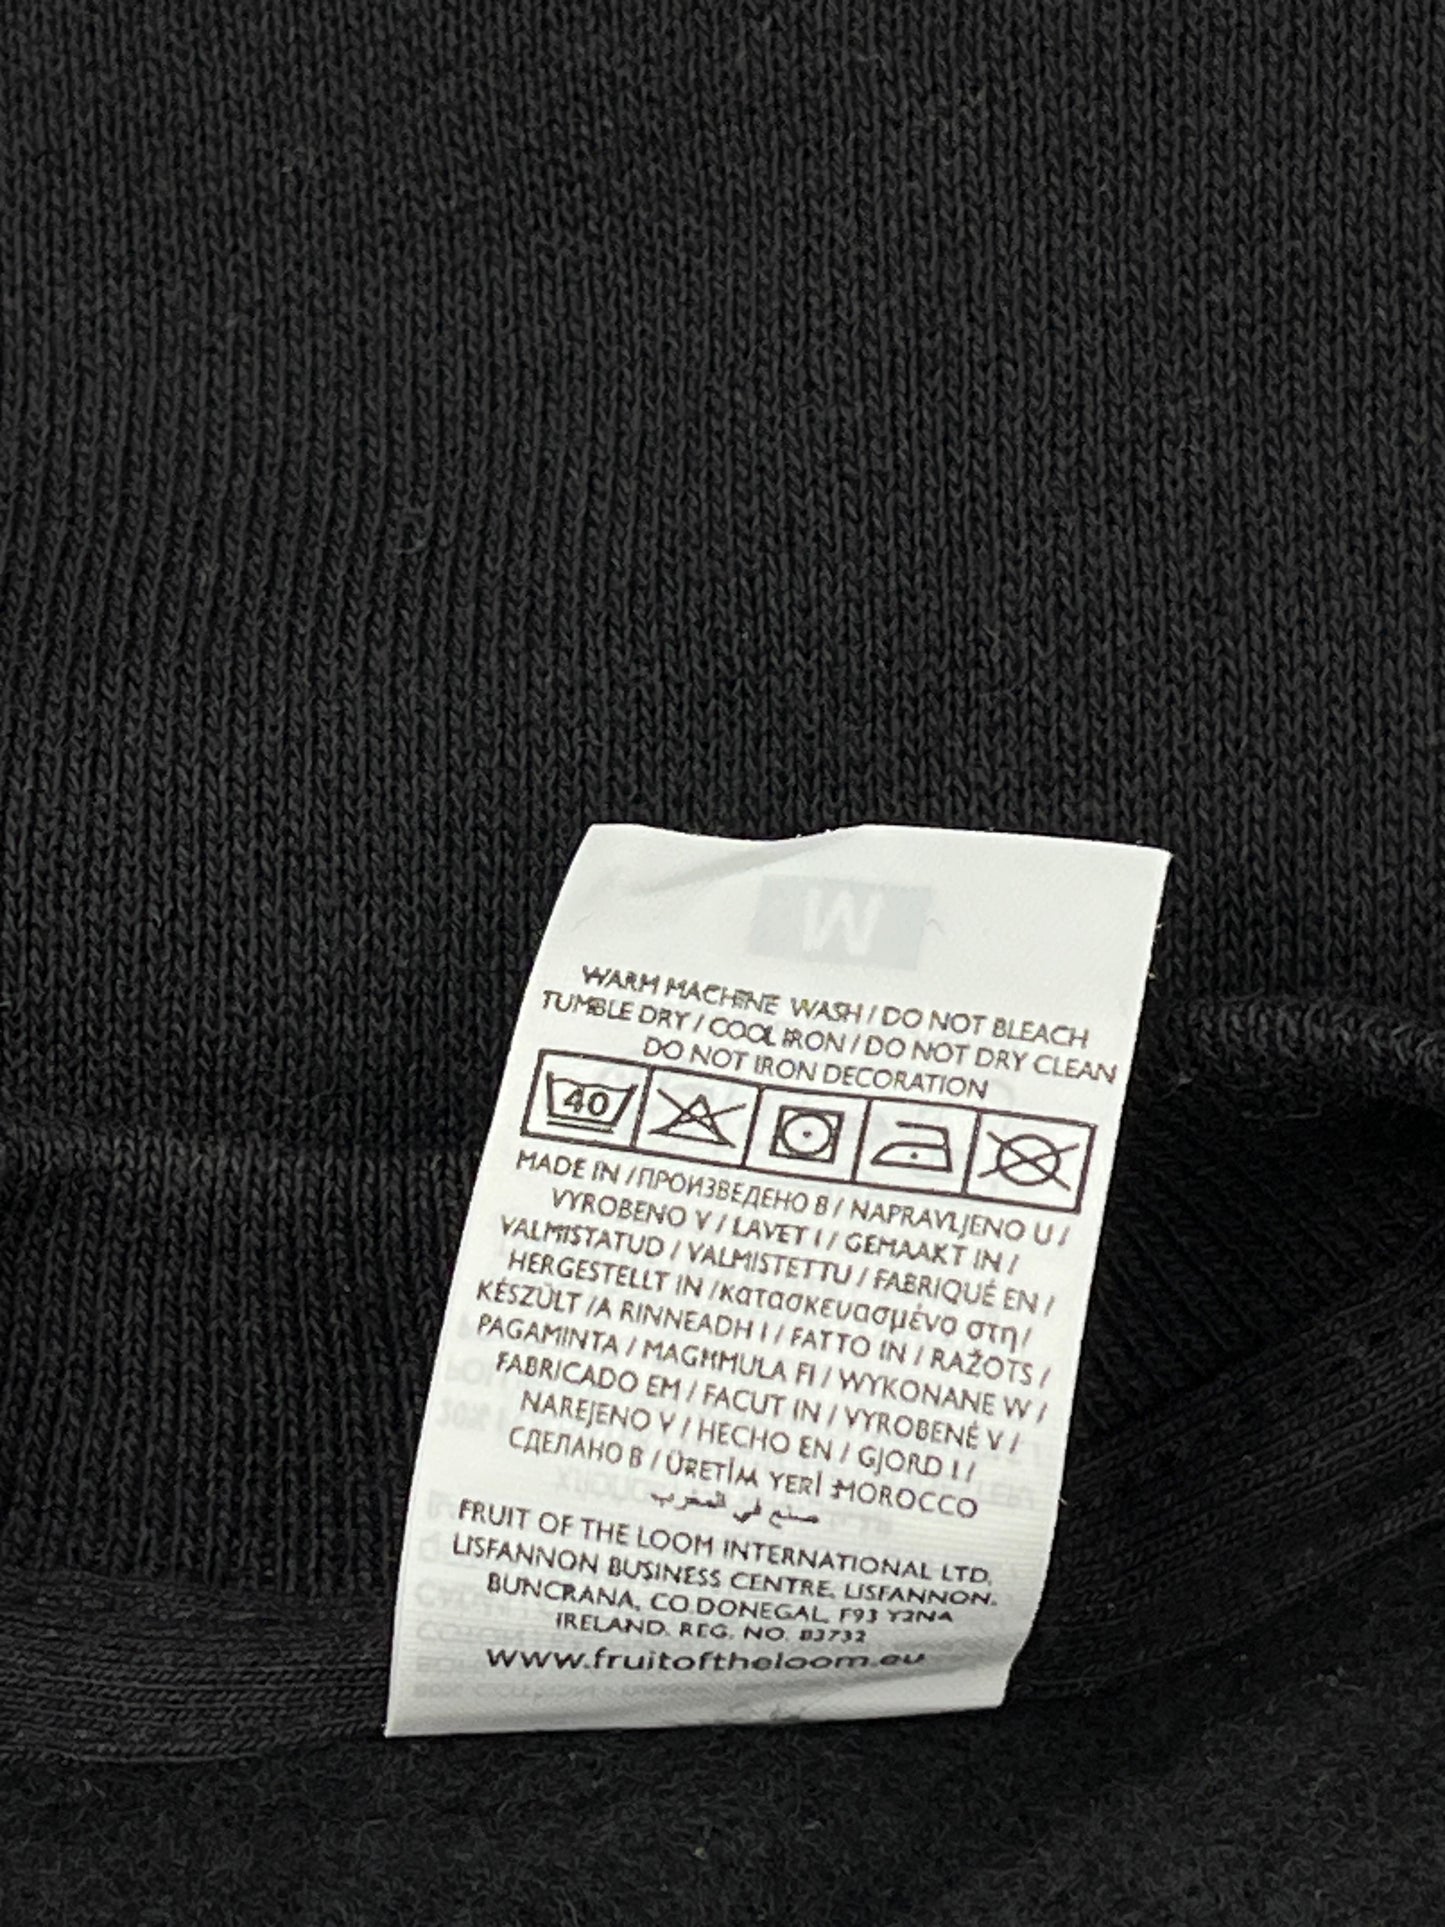 M
WARM MACHINE WASH / DO NOT BLEACH
TUMBLE DRY / COOL IRON / DO NOT DRY CLEAN
DO NOT IRON DECORATION
40
MADE IN / ПРОИЗВЕДЕНО В / NAPRAVLJENO U /
VYROBENO V / LAVET I / GEMAAKT IN /
VALMISTATUD / VALMISTETTU / FABRIQUÉ EN /
HERGESTELLT IN /κατασκευασμένο στη/
KÉSZÜLT /A RINNEADH I / FATTO IN / RAŽOTS /
PAGAMINTA / MAGĦMULA FI / WYKONANE W /
FABRICADO EM / FACUT IN / VYROBENÉ V /
NAREJENO V / HECHO EN / GJORD I /
СДЕЛАНО В / ÜRETİM YERİ :MOROCCO
صنع في المغرب
FRUIT OF THE LOOM INTERNATIONAL LTD,
LISFANNON BUSINESS CENTRE, LISFANNON,
BUNCRANA, CO.DONEGAL, F93 Y2NA
IRELAND. REG. NO. B3732
www.fruitoftheloom.eu